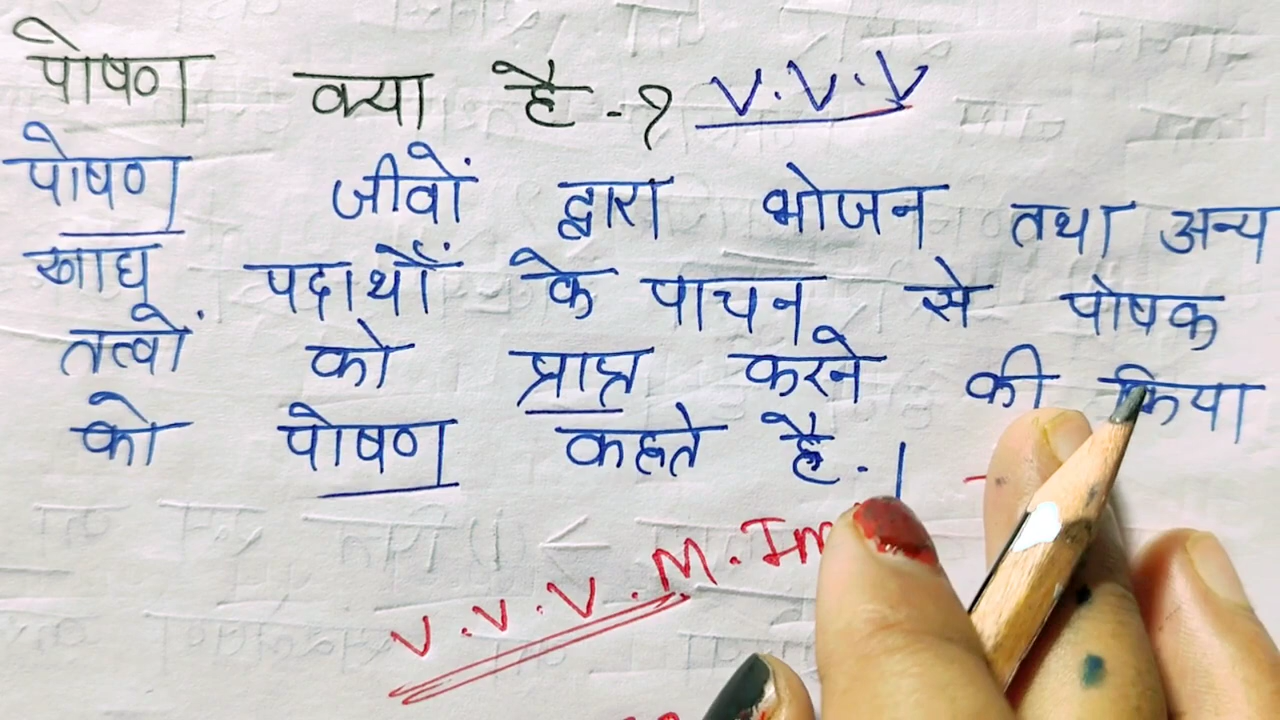 पोषण क्या है - ? V.V.V
पोषण जीवों द्वारा भोजन तथा अन्य
खाद्य पदार्थों के पाचन से पोषक
तत्वों को प्राप्त करने की क्रिया
को पोषण कहते है . |
V.V.V.M.Im